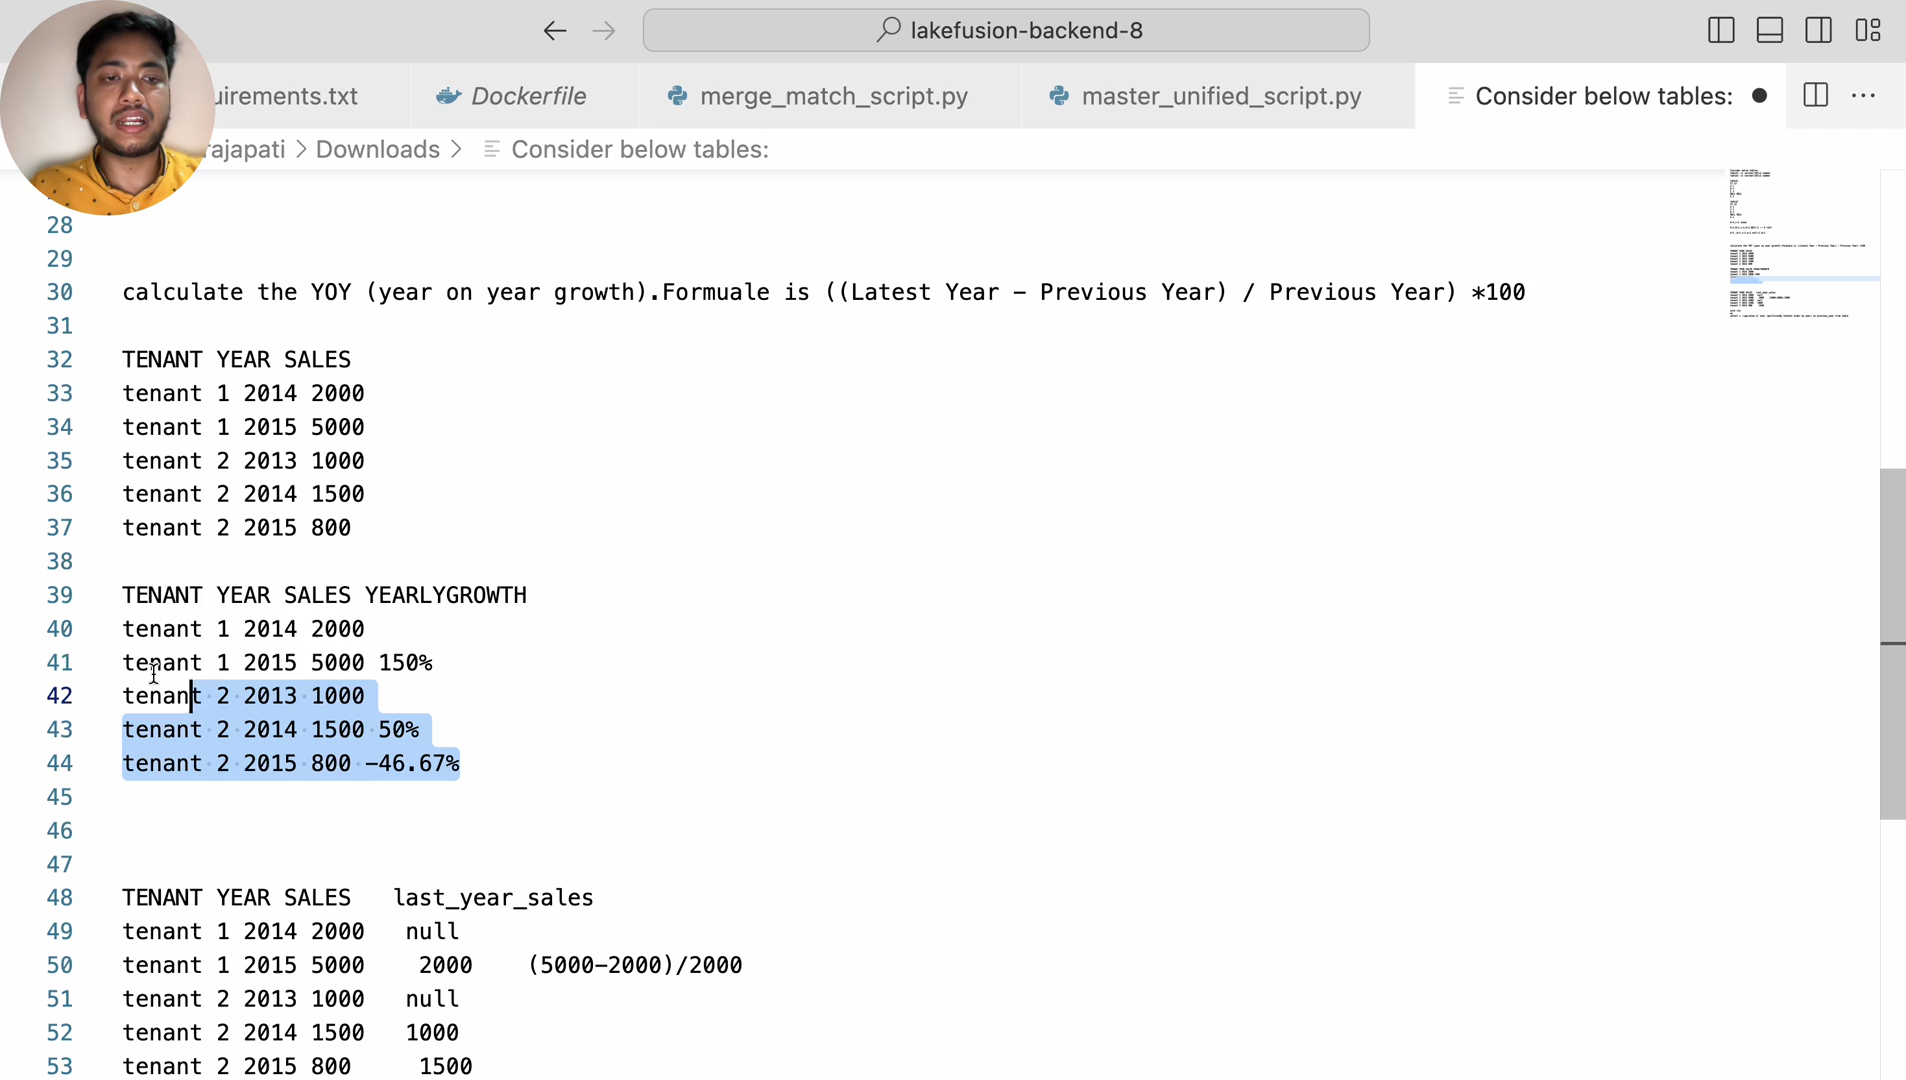 lakefusion-backend-8
uirements.txt
Dockerfile
merge_match_script.py
master_unified_script.py
Consider below tables:
rajapati > Downloads > Consider below tables:
28
29
30 calculate the YOY (year on year growth).Formuale is ((Latest Year - Previous Year) / Previous Year) *100
31
32 TENANT YEAR SALES
33 tenant 1 2014 2000
34 tenant 1 2015 5000
35 tenant 2 2013 1000
36 tenant 2 2014 1500
37 tenant 2 2015 800
38
39 TENANT YEAR SALES YEARLYGROWTH
40 tenant 1 2014 2000
41 tenant 1 2015 5000 150%
42 tenant 2 2013 1000
43 tenant 2 2014 1500 50%
44 tenant 2 2015 800 -46.67%
45
46
47
48 TENANT YEAR SALES last_year_sales
49 tenant 1 2014 2000 null
50 tenant 1 2015 5000 2000 (5000-2000)/2000
51 tenant 2 2013 1000 null
52 tenant 2 2014 1500 1000
53 tenant 2 2015 800 1500